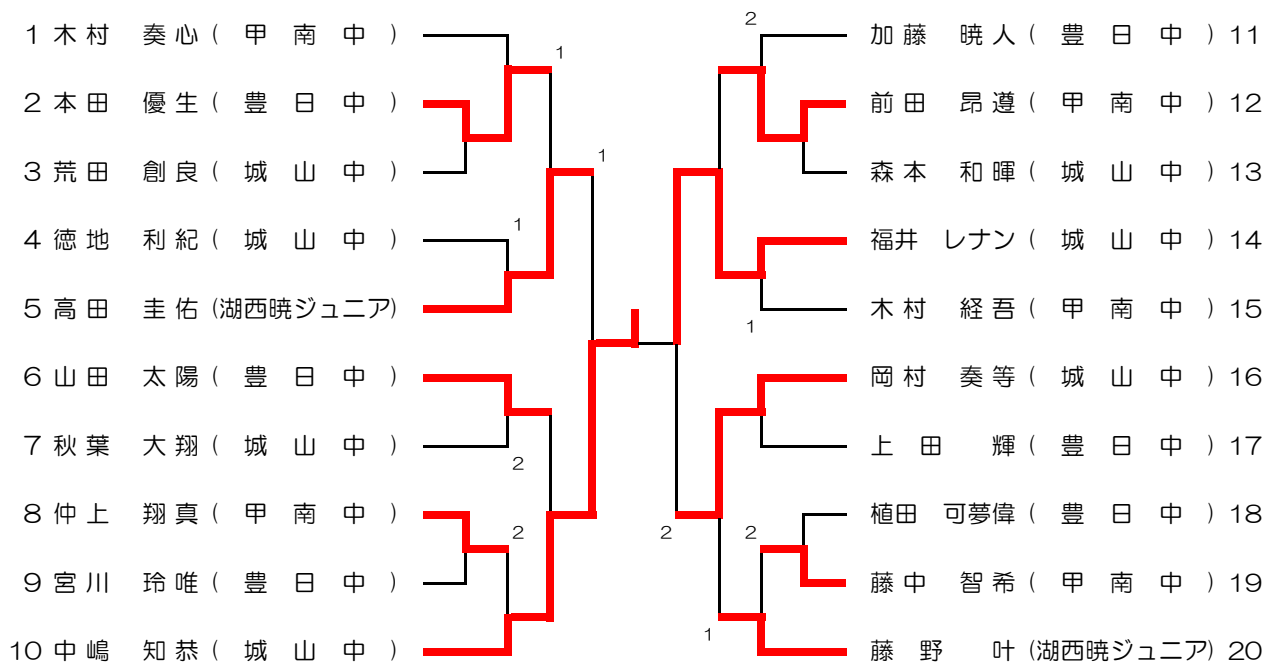 2
1 木村 奏心 ( 甲南中 )
加藤 暁人 ( 豊日中 ) 11
1
2 本田 優生 ( 豊日中 )
前田 昂遵 ( 甲南中 ) 12
3 荒田 創良 ( 城山中 )
森本 和暉 ( 城山中 ) 13
1
1
4 徳地 利紀 ( 城山中 )
福井 レナン ( 城山中 ) 14
5 高田 圭佑 (湖西暁ジュニア)
木村 経吾 ( 甲南中 ) 15
1
6 山田 太陽 ( 豊日中 )
岡村 奏等 ( 城山中 ) 16
7 秋葉 大翔 ( 城山中 )
上田 輝 ( 豊日中 ) 17
2
8 仲上 翔真 ( 甲南中 )
植田 可夢偉 ( 豊日中 ) 18
2 2 2
9 宮川 玲唯 ( 豊日中 )
藤中 智希 ( 甲南中 ) 19
1
10 中嶋 知恭 ( 城山中 )
藤野 叶 (湖西暁ジュニア) 20